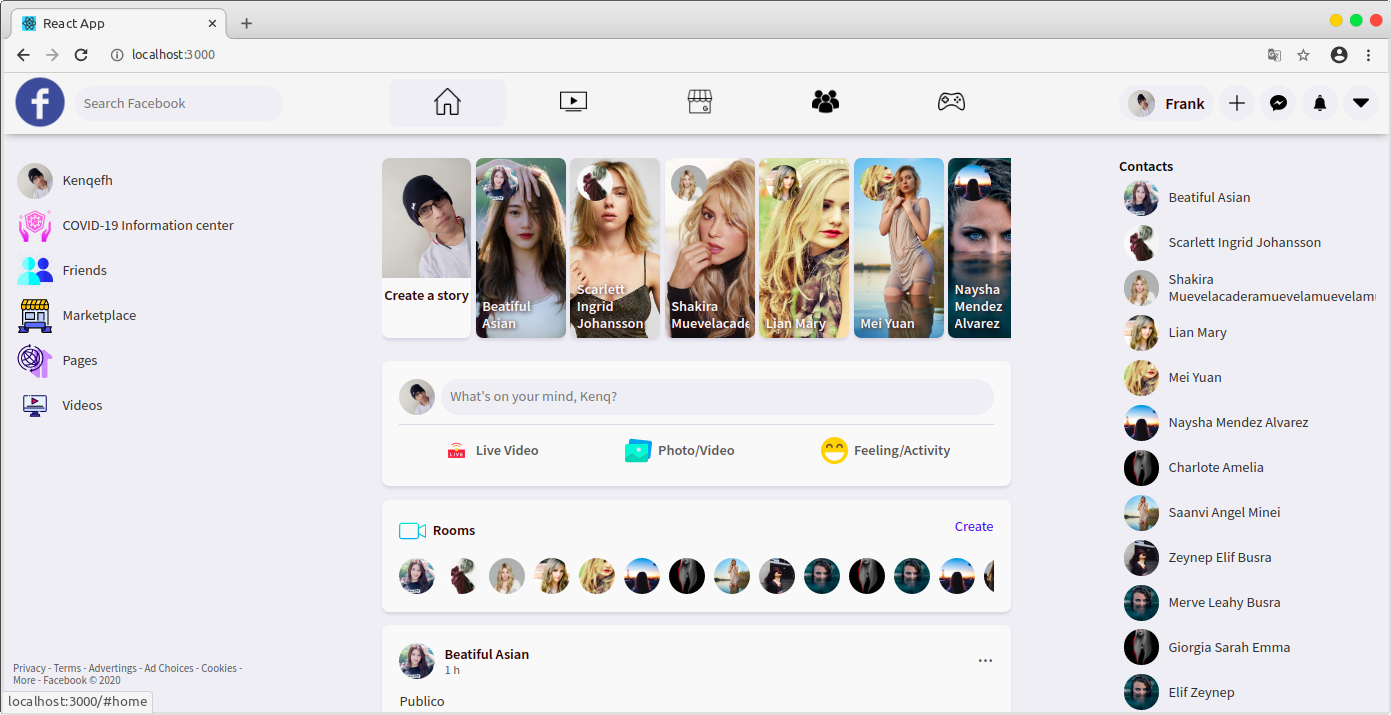 React App
localhost:3000
Search Facebook
Frank
Kenqefh
COVID-19 Information center
Friends
Marketplace
Pages
Videos
Create a story
Beatiful
Asian
Scarlett
Ingrid
Johansson
Shakira
Muevelacade
Lian Mary
Mei Yuan
Naysha
Mendez
Alvarez
What's on your mind, Kenq?
LIVE
Live Video
Photo/Video
Feeling/Activity
Rooms
Create
Beatiful Asian
1 h
Publico
Contacts
Beatiful Asian
Scarlett Ingrid Johansson
Shakira
Muevelacaderamuevelamuevelamu
Lian Mary
Mei Yuan
Naysha Mendez Alvarez
Charlote Amelia
Saanvi Angel Minei
Zeynep Elif Busra
Merve Leahy Busra
Giorgia Sarah Emma
Elif Zeynep
Privacy - Terms - Advertings - Ad Choices - Cookies -
More - Facebook © 2020
localhost:3000/#home